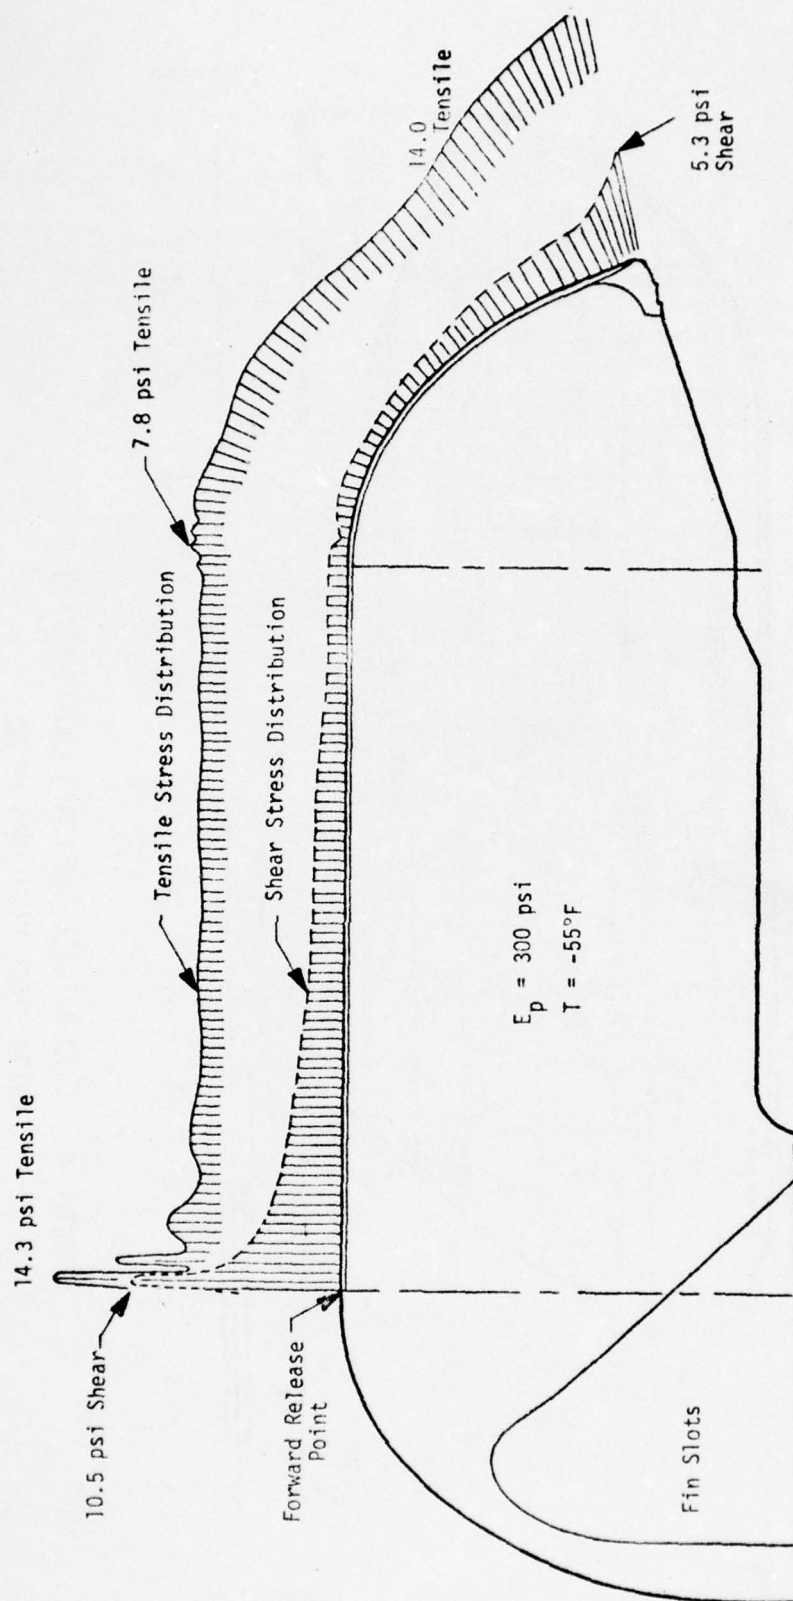 14.3 psi Tensile
10.5 psi Shear
Forward Release
Point
Tensile Stress Distribution
Shear Stress Distribution
7.8 psi Tensile
14.0
Tensile
5.3 psi
Shear
Ep = 300 psi
T = -55°F
Fin Slots